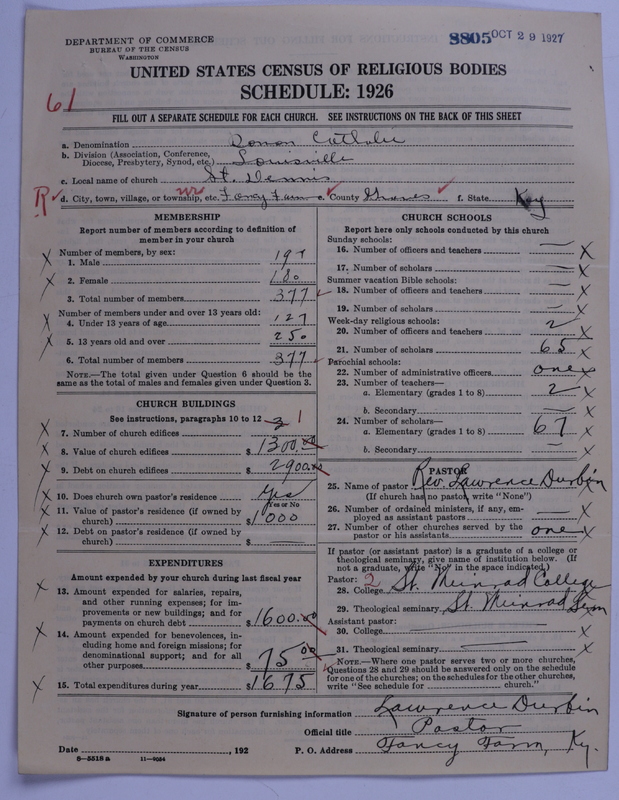 DEPARTMENT OF COMMERCE
BUREAU OF THE CENSUS
WASHINGTON
8805 OCT 29 1927
UNITED STATES CENSUS OF RELIGIOUS BODIES
SCHEDULE: 1926
61
FILL OUT A SEPARATE SCHEDULE FOR EACH CHURCH. SEE INSTRUCTIONS ON THE BACK OF THIS SHEET
a. Denomination Roman Catholic
b. Division (Association, Conference,
Diocese, Presbytery, Synod, etc.) Louisville
c. Local name of church St. Dennis
R d. City, town, village, or township, etc. Fancy Farm e. County Graves f. State Ky
MEMBERSHIP
Report number of members according to definition of
member in your church
Number of members, by sex:
1. Male 197
2. Female 180
3. Total number of members 377
Number of members under and over 13 years old:
4. Under 13 years of age 127
5. 13 years old and over 250
6. Total number of members 377
NOTE.—The total given under Question 6 should be the
same as the total of males and females given under Question 3.
CHURCH BUILDINGS
See instructions, paragraphs 10 to 12
7. Number of church edifices 3 1
8. Value of church edifices $ 1300.00
9. Debt on church edifices $ 2900.00
10. Does church own pastor's residence Yes
Yes or No
11. Value of pastor's residence (if owned by
church) $ 1000
12. Debt on pastor's residence (if owned by
church) $ —
EXPENDITURES
Amount expended by your church during last fiscal year
13. Amount expended for salaries, repairs,
and other running expenses; for im-
provements or new buildings; and for
payments on church debt $ 1600.00
14. Amount expended for benevolences, in-
cluding home and foreign missions; for
denominational support; and for all
other purposes $ 75 00
15. Total expenditures during year $ 1675
CHURCH SCHOOLS
Report here only schools conducted by this church
Sunday schools:
16. Number of officers and teachers —
17. Number of scholars —
Summer vacation Bible schools:
18. Number of officers and teachers —
19. Number of scholars —
Week-day religious schools:
20. Number of officers and teachers 2
21. Number of scholars 65
Parochial schools:
22. Number of administrative officers one
23. Number of teachers—
a. Elementary (grades 1 to 8) 2
b. Secondary —
24. Number of scholars—
a. Elementary (grades 1 to 8) 67
b. Secondary —
PASTOR
25. Name of pastor Rev. Lawrence Durbin
(If church has no pastor, write "None")
26. Number of ordained ministers, if any, em-
ployed as assistant pastors —
27. Number of other churches served by the
pastor or his assistants one
If pastor (or assistant pastor) is a graduate of a college or
theological seminary, give name of institution below. (If
not a graduate, write "No" in the space indicated)
Pastor: 2
28. College St. Meinrad College
29. Theological seminary St. Meinrad Sem
Assistant pastor:
30. College —
31. Theological seminary —
NOTE.—Where one pastor serves two or more churches,
Questions 28 and 29 should be answered only on the schedule
for one of the churches; on the schedules for the other churches,
write "See schedule for church."
Signature of person furnishing information Lawrence Durbin
Official title Pastor
Date , 192 P. O. Address Fancy Farm, Ky.
8—5518 a 11—9034